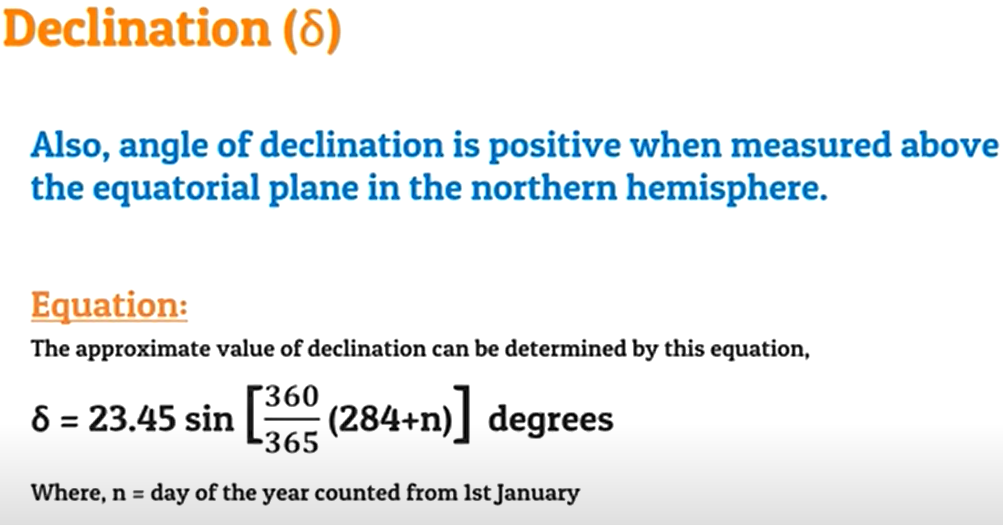 Declination (δ)
Also, angle of declination is positive when measured above
the equatorial plane in the northern hemisphere.
Equation:
The approximate value of declination can be determined by this equation,
δ = 23.45 sin [360/365 (284+n)] degrees
Where, n = day of the year counted from 1st January